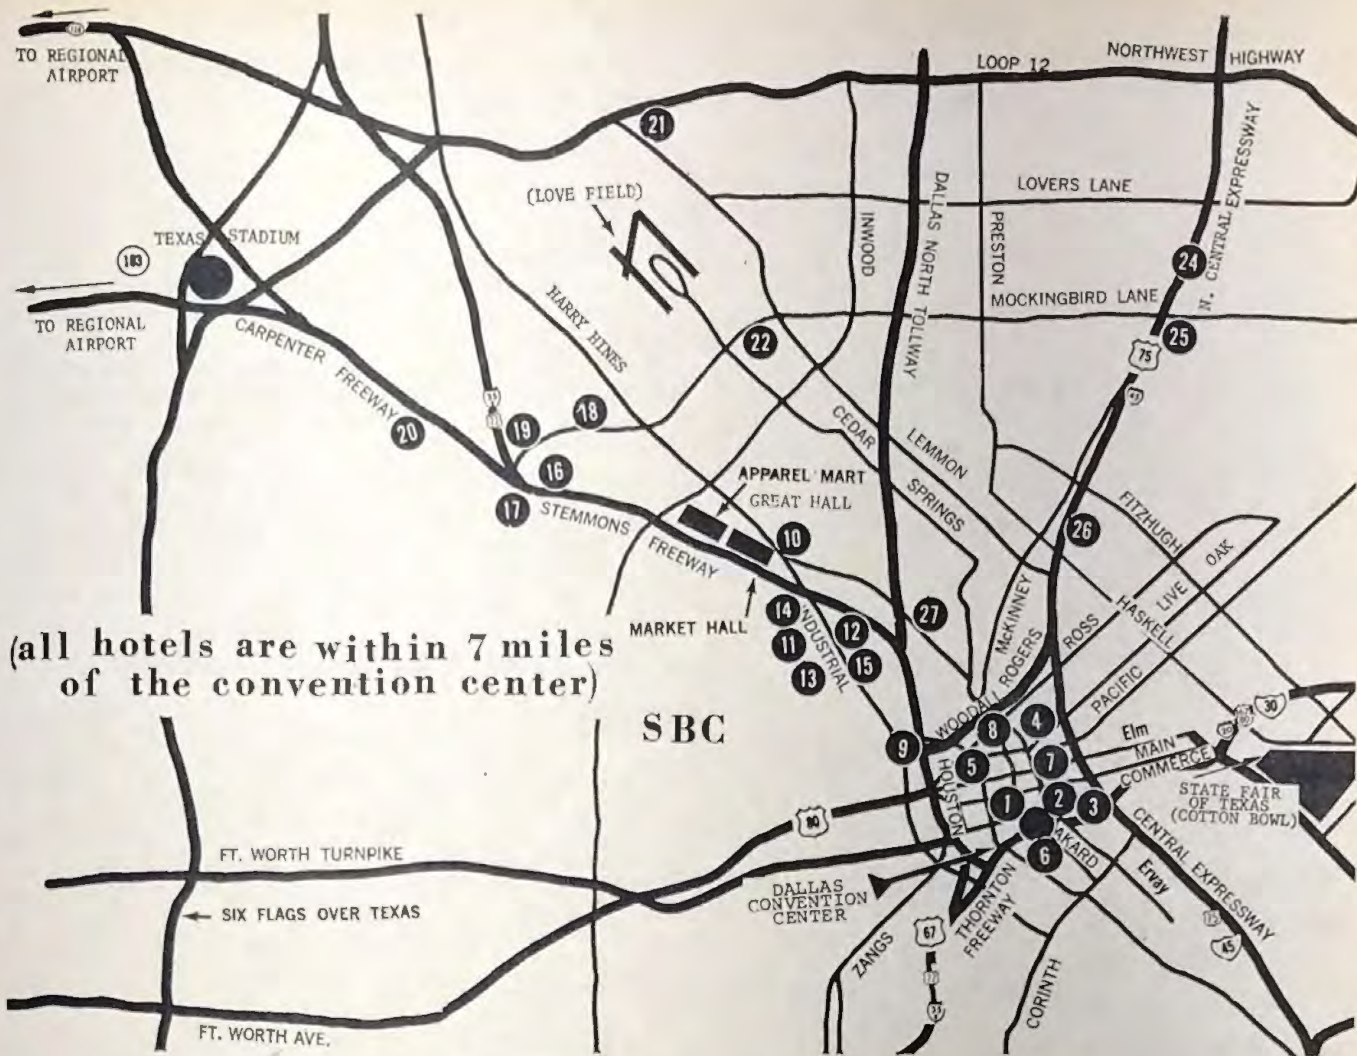 TO REGIONAL
AIRPORT
LOOP 12
NORTHWEST HIGHWAY
21
(LOVE FIELD)
LOVERS LANE
DALLAS NORTH TOLLWAY
INWOOD
PRESTON
N. CENTRAL EXPRESSWAY
TEXAS STADIUM
183
24
HARRY HINES
MOCKINGBIRD LANE
TO REGIONAL
AIRPORT
CARPENTER FREEWAY
22
25
75
20
19
18
CEDAR SPRINGS
LEMMON
16
17
APPAREL MART
GREAT HALL
STEMMONS FREEWAY
10
26
FITZHUGH
OAK
LIVE
HASKELL
McKINNEY
ROSS
MARKET HALL
14
11
13
INDUSTRIAL
12
15
27
(all hotels are within 7 miles
of the convention center)
SBC
WOODALL ROGERS
PACIFIC
30
9
8
4
Elm
MAIN
COMMERCE
5
7
HOUSTON
STATE FAIR
OF TEXAS
(COTTON BOWL)
80
1
2
3
AKARD
6
CENTRAL EXPRESSWAY
Ervay
FT. WORTH TURNPIKE
DALLAS
CONVENTION
CENTER
SIX FLAGS OVER TEXAS
THORNTON
FREEWAY
67
ZANGS
45
CORINTH
FT. WORTH AVE.